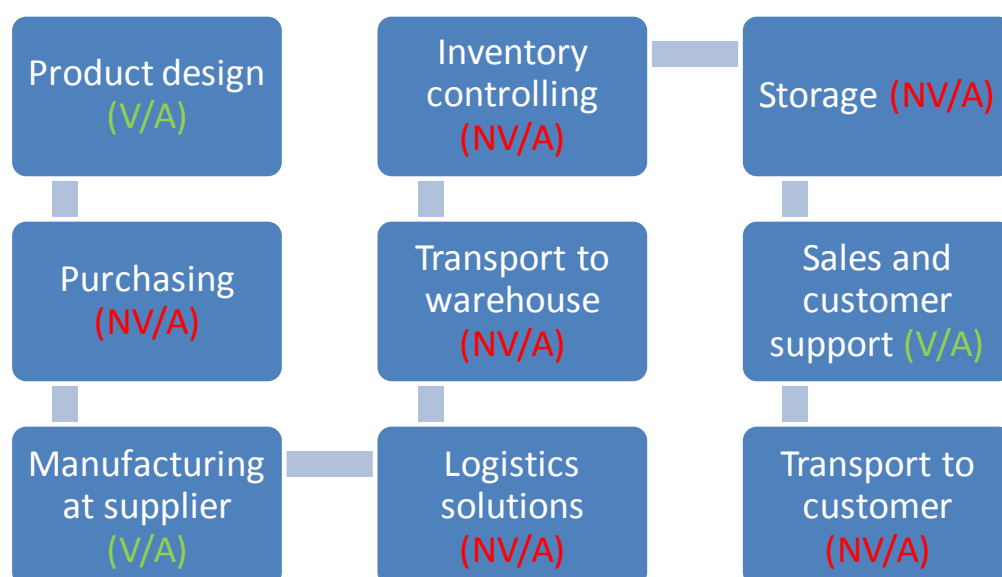 Product design
(V/A)
Purchasing
(NV/A)
Manufacturing
at supplier
(V/A)
Logistics
solutions
(NV/A)
Transport to
warehouse
(NV/A)
Inventory
controlling
(NV/A)
Storage (NV/A)
Sales and
customer
support (V/A)
Transport to
customer
(NV/A)